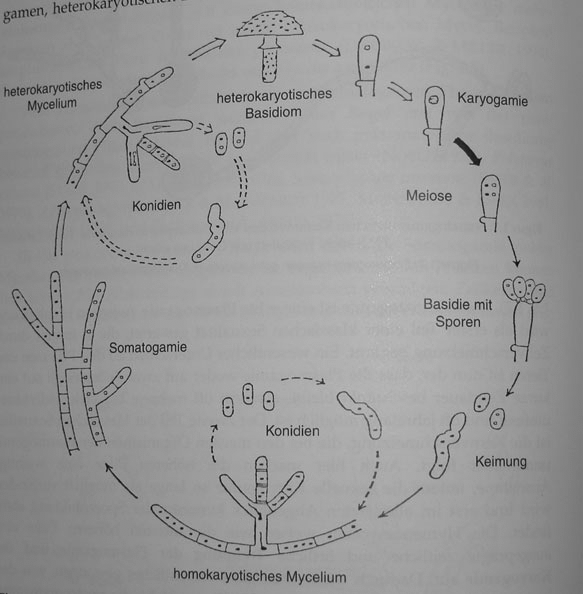 gamen, heterokaryotischen
heterokaryotisches
Mycelium
heterokaryotisches
Basidiom
Karyogamie
Meiose
Konidien
Basidie mit
Sporen
Somatogamie
Konidien
Keimung
homokaryotisches Mycelium